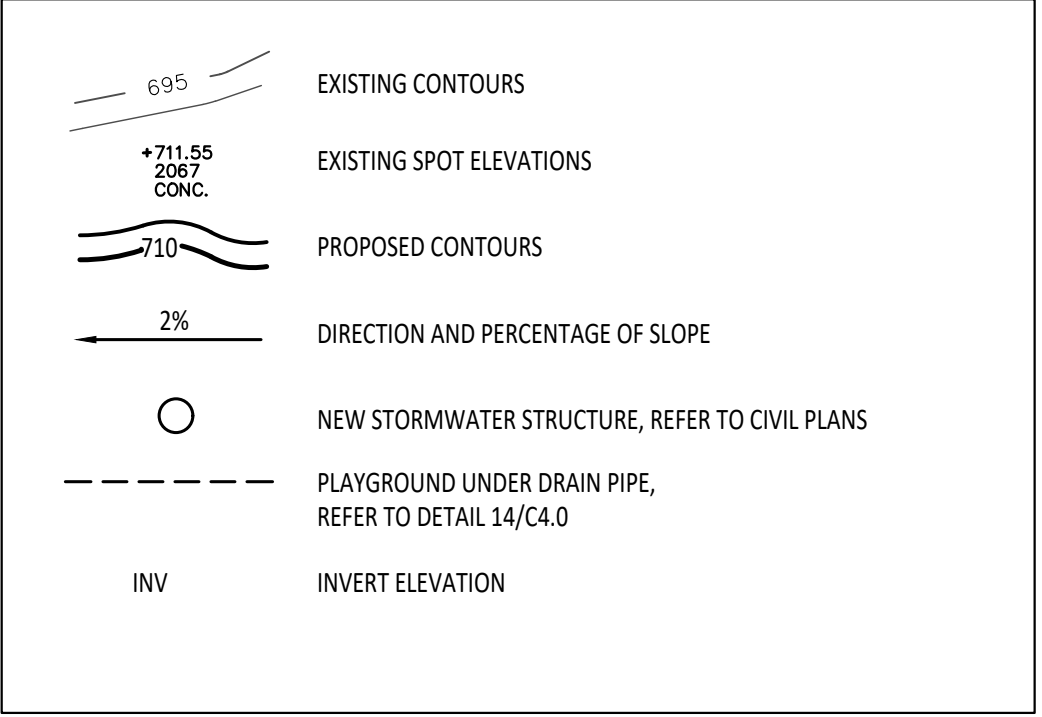 695
EXISTING CONTOURS
+711.55
2067
CONC.
EXISTING SPOT ELEVATIONS
710
PROPOSED CONTOURS
2%
DIRECTION AND PERCENTAGE OF SLOPE
NEW STORMWATER STRUCTURE, REFER TO CIVIL PLANS
PLAYGROUND UNDER DRAIN PIPE,
REFER TO DETAIL 14/C4.0
INV
INVERT ELEVATION